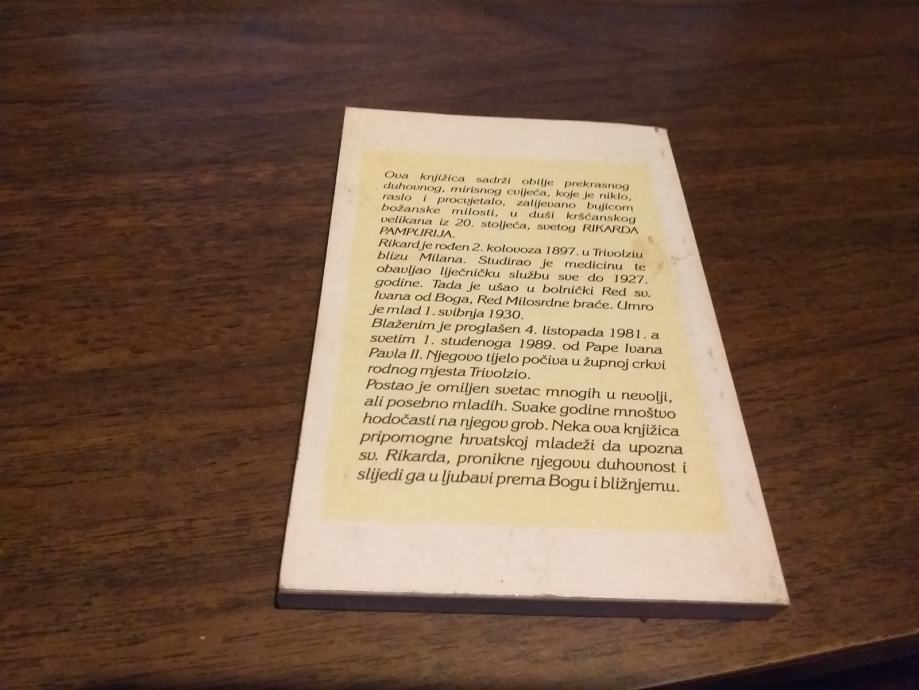 Ova knjižica sadrži obilje prekrasnog
duhovnog, mirisnog cvijeća, koje je niklo,
raslo i procvjetalo, zalijevano bujicom
božanske milosti, u duši kršćanskog
velikana iz 20. stoljeća, svetog RIKARDA
PAMPURIJA.
Rikard je rođen 2. kolovoza 1897. u Trivolziu
blizu Milana. Studirao je medicinu te
obavljao liječničku službu sve do 1927.
godine. Tada je ušao u bolnički Red sv.
Ivana od Boga, Red Milosrdne braće. Umro
je mlad 1. svibnja 1930.
Blaženim je proglašen 4. listopada 1981. a
svetim 1. studenoga 1989. od Pape Ivana
Pavla II. Njegovo tijelo počiva u župnoj crkvi
rodnog mjesta Trivolzio.
Postao je omiljen svetac mnogih u nevolji,
ali posebno mladih. Svake godine mnoštvo
hodočasti na njegov grob. Neka ova knjižica
pripomogne hrvatskoj mladeži da upozna
sv. Rikarda, pronikne njegovu duhovnost i
slijedi ga u ljubavi prema Bogu i bližnjemu.